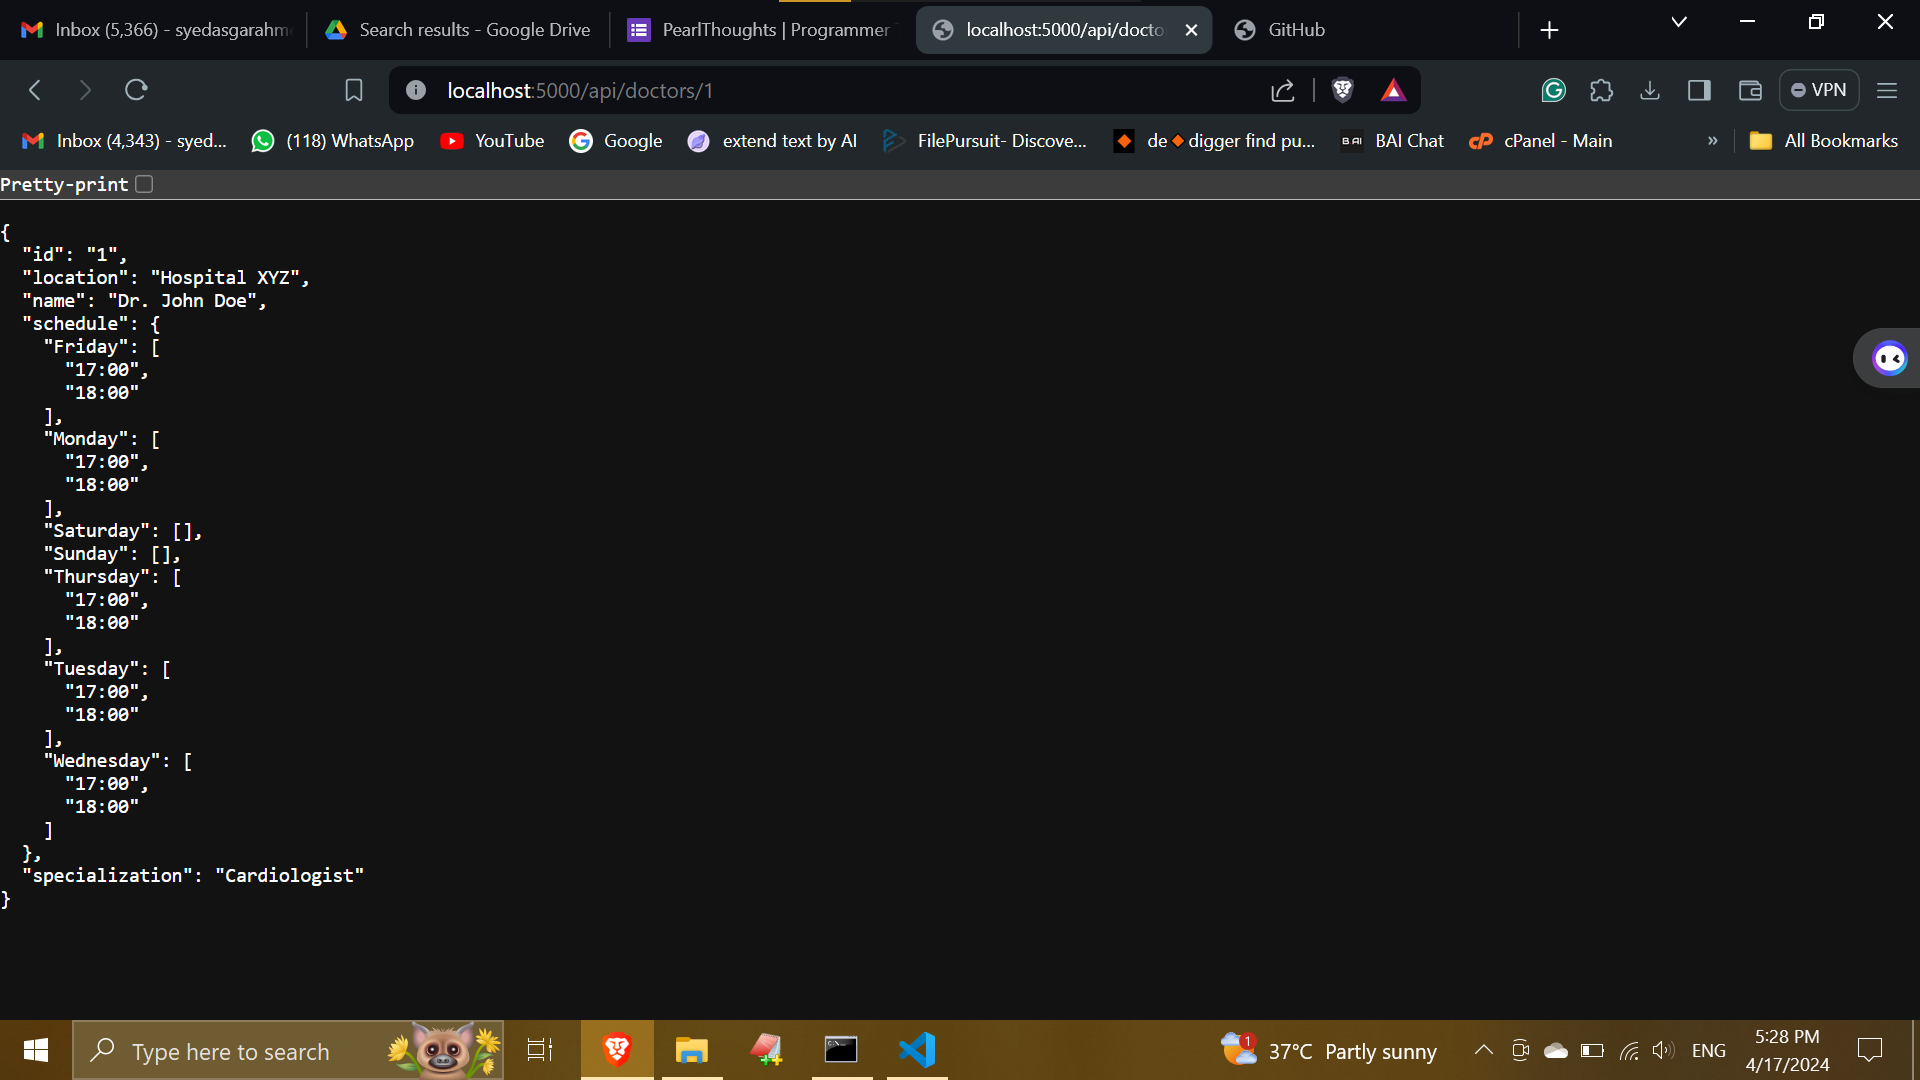 Inbox (5,366) - syedasgarahm
Search results - Google Drive
PearlThoughts | Programmer
localhost:5000/api/docto
GitHub
localhost:5000/api/doctors/1
VPN
Inbox (4,343) - syed...
(118) WhatsApp
YouTube
Google
extend text by AI
FilePursuit- Discove...
de🔸digger find pu...
BAI
BAI Chat
cP
cPanel - Main
»
All Bookmarks
Pretty-print
{
  "id": "1",
  "location": "Hospital XYZ",
  "name": "Dr. John Doe",
  "schedule": {
    "Friday": [
      "17:00",
      "18:00"
    ],
    "Monday": [
      "17:00",
      "18:00"
    ],
    "Saturday": [],
    "Sunday": [],
    "Thursday": [
      "17:00",
      "18:00"
    ],
    "Tuesday": [
      "17:00",
      "18:00"
    ],
    "Wednesday": [
      "17:00",
      "18:00"
    ]
  },
  "specialization": "Cardiologist"
}
Type here to search
1
37°C Partly sunny
ENG
5:28 PM
4/17/2024